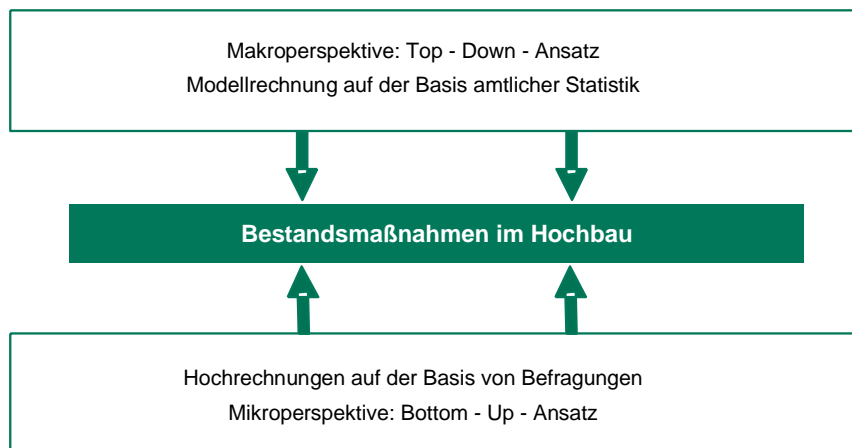 Makroperspektive: Top - Down - Ansatz
Modellrechnung auf der Basis amtlicher Statistik
Bestandsmaßnahmen im Hochbau
Hochrechnungen auf der Basis von Befragungen
Mikroperspektive: Bottom - Up - Ansatz